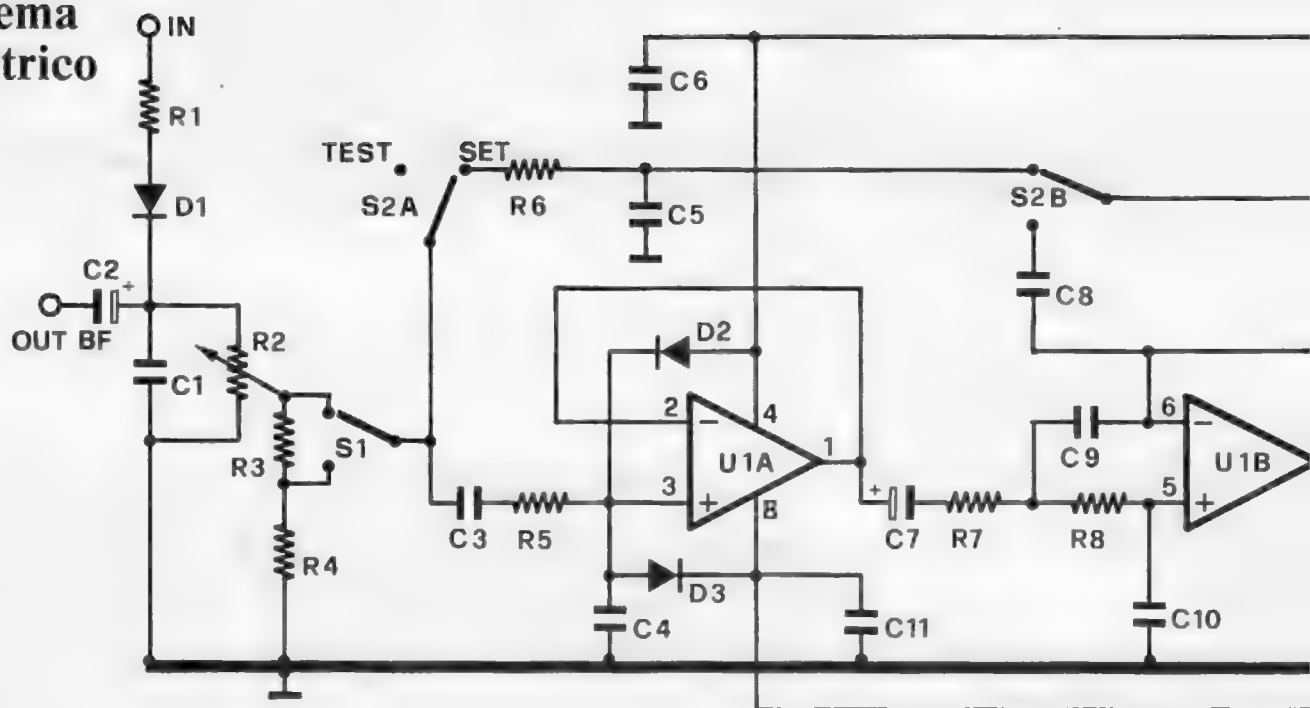 ema
trico
IN
R1
C6
TEST
SET
S2A
R6
D1
C5
S2B
C2
+
OUT BF
C8
R2
D2
C1
2
-
4
6
-
S1
U1A
1
C9
U1B
R3
3
+
8
+
5
+
C3
R5
C7
R7
R8
R4
D3
C4
C11
C10